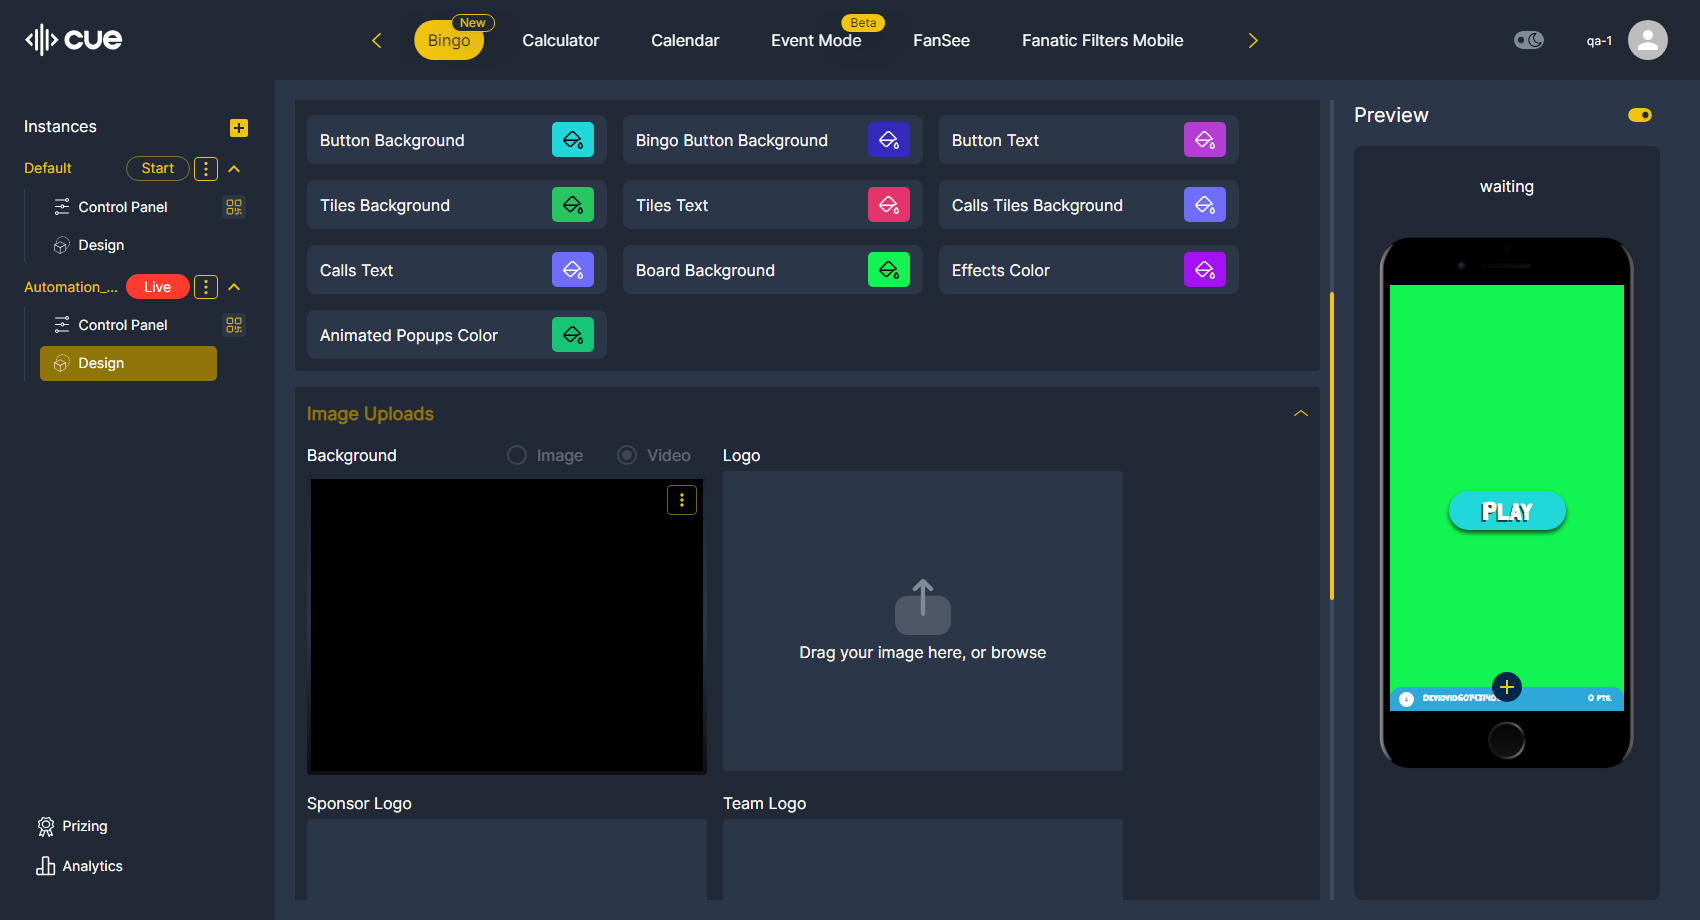 cue
Bingo
New
Calculator
Calendar
Event Mode
Beta
FanSee
Fanatic Filters Mobile
qa-1
Instances
Default
Start
Control Panel
Design
Automation_...
Live
Control Panel
Design
Prizing
Analytics
Button Background
Bingo Button Background
Button Text
Tiles Background
Tiles Text
Calls Tiles Background
Calls Text
Board Background
Effects Color
Animated Popups Color
Image Uploads
Background
Image
Video
Logo
Drag your image here, or browse
Sponsor Logo
Team Logo
Preview
waiting
PLAY
0 PTS.